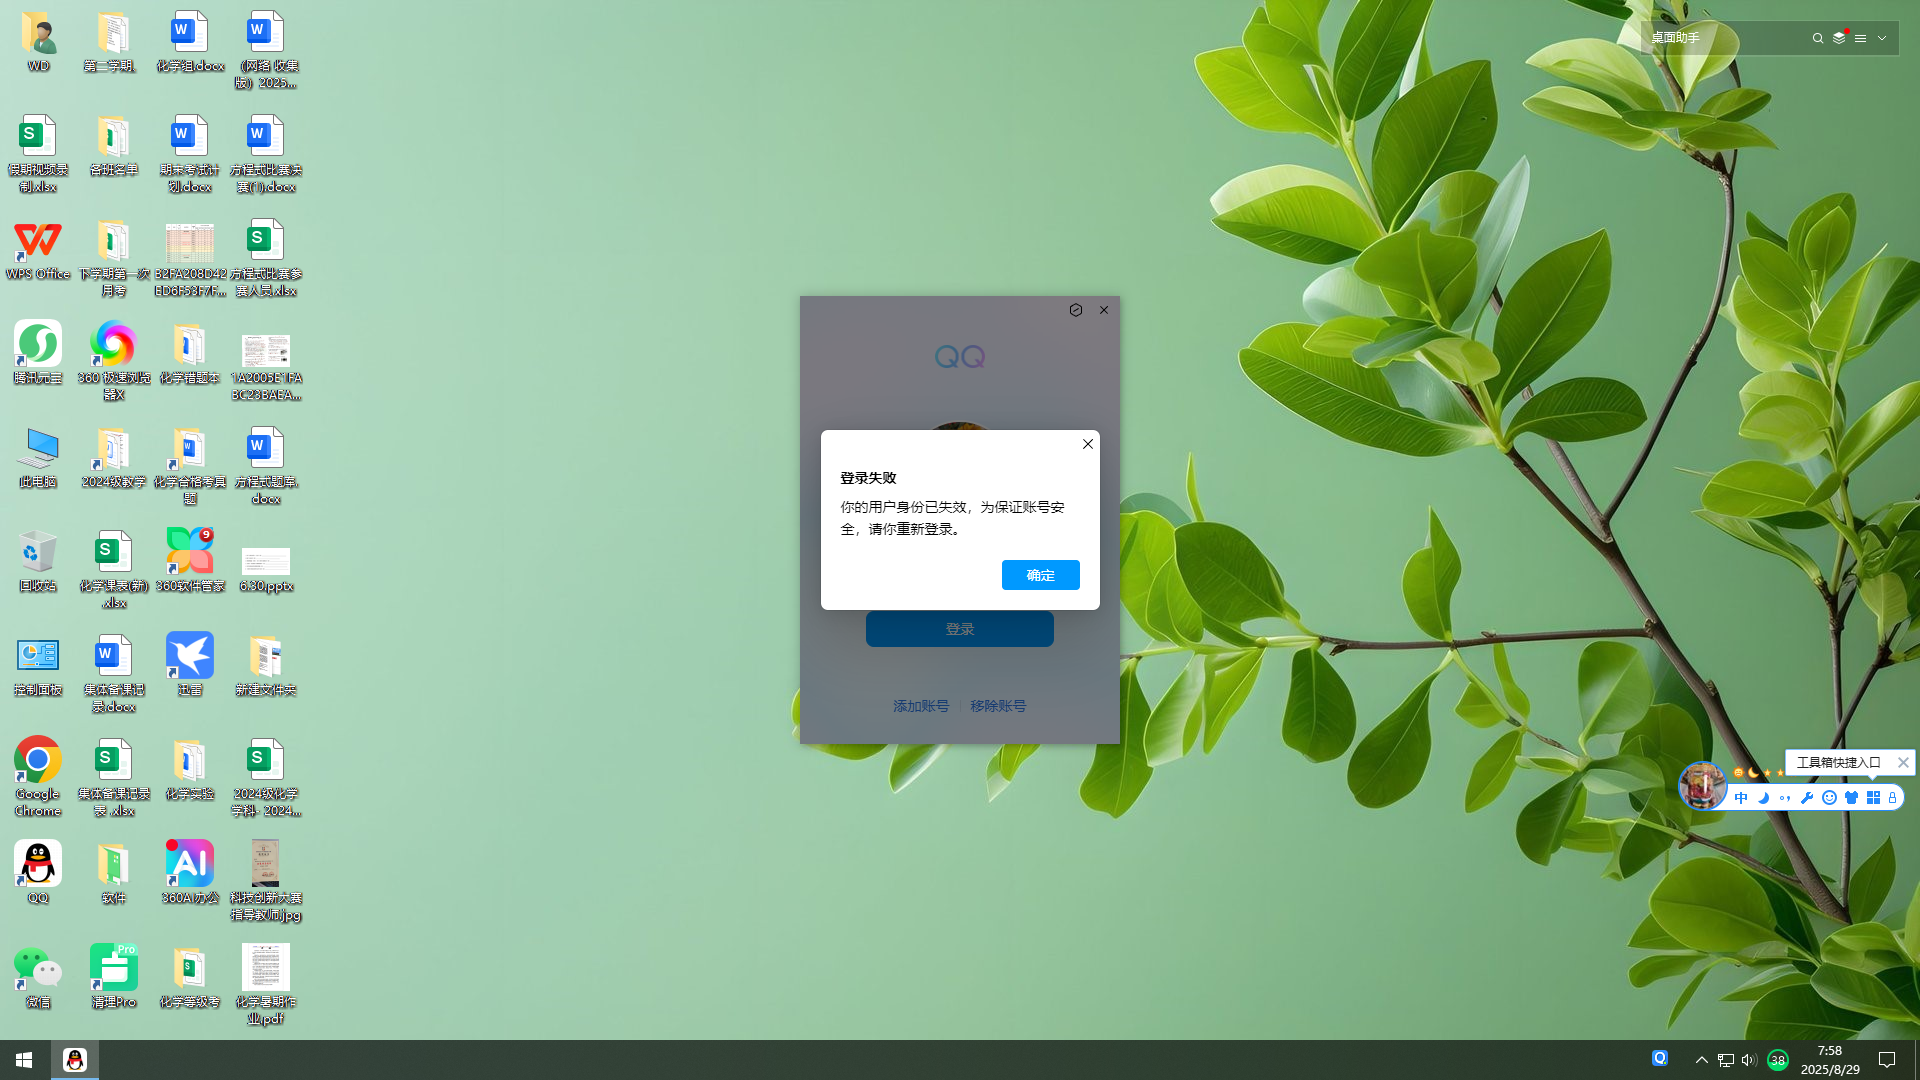 WD
第二学期、
化学组.docx
（网络 收集
版）2025...
假期视频录
制.xlsx
各班名单
期末考试计
划.docx
方程式比赛决
赛(1).docx
WPS Office
下学期第一次
月考
B2FA208D42
ED6F53F7F...
方程式比赛参
赛人员.xlsx
腾讯元宝
360 极速浏览
器X
化学错题本
1A2005E1FA
BC23BAEA...
此电脑
2024级教学
化学合格考真
题
方程式题库.
docx
回收站
化学课表(新)
.xlsx
9
360软件管家
6.30.pptx
控制面板
集体备课记
录.docx
迅雷
新建文件夹
Google
Chrome
集体备课记录
表 .xlsx
化学实验
2024级化学
学科- 2024...
QQ
软件
AI
360AI办公
科技创新大赛
指导教师.jpg
微信
Pro
清理Pro
化学等级考
化学暑期作
业.pdf
桌面助手
QQ
登录失败
你的用户身份已失效，为保证账号安
全，请你重新登录。
确定
登录
添加账号
移除账号
工具箱快捷入口
中
38
7:58
2025/8/29